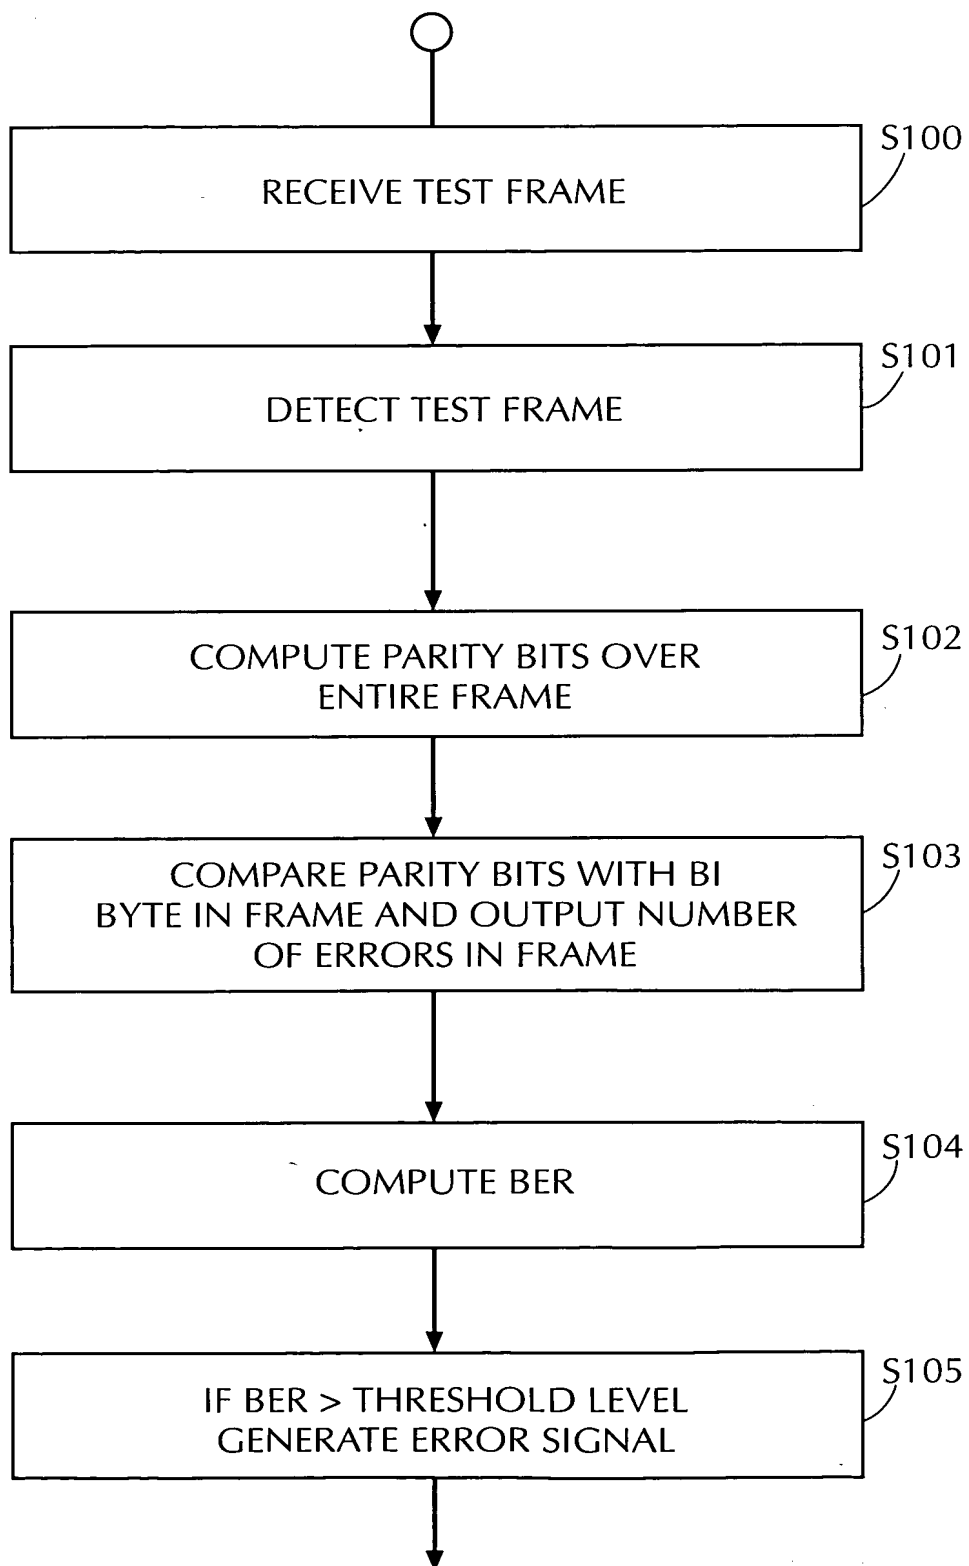 S100
RECEIVE TEST FRAME
S101
DETECT TEST FRAME
S102
COMPUTE PARITY BITS OVER
ENTIRE FRAME
S103
COMPARE PARITY BITS WITH BI
BYTE IN FRAME AND OUTPUT NUMBER
OF ERRORS IN FRAME
S104
COMPUTE BER
S105
IF BER > THRESHOLD LEVEL
GENERATE ERROR SIGNAL